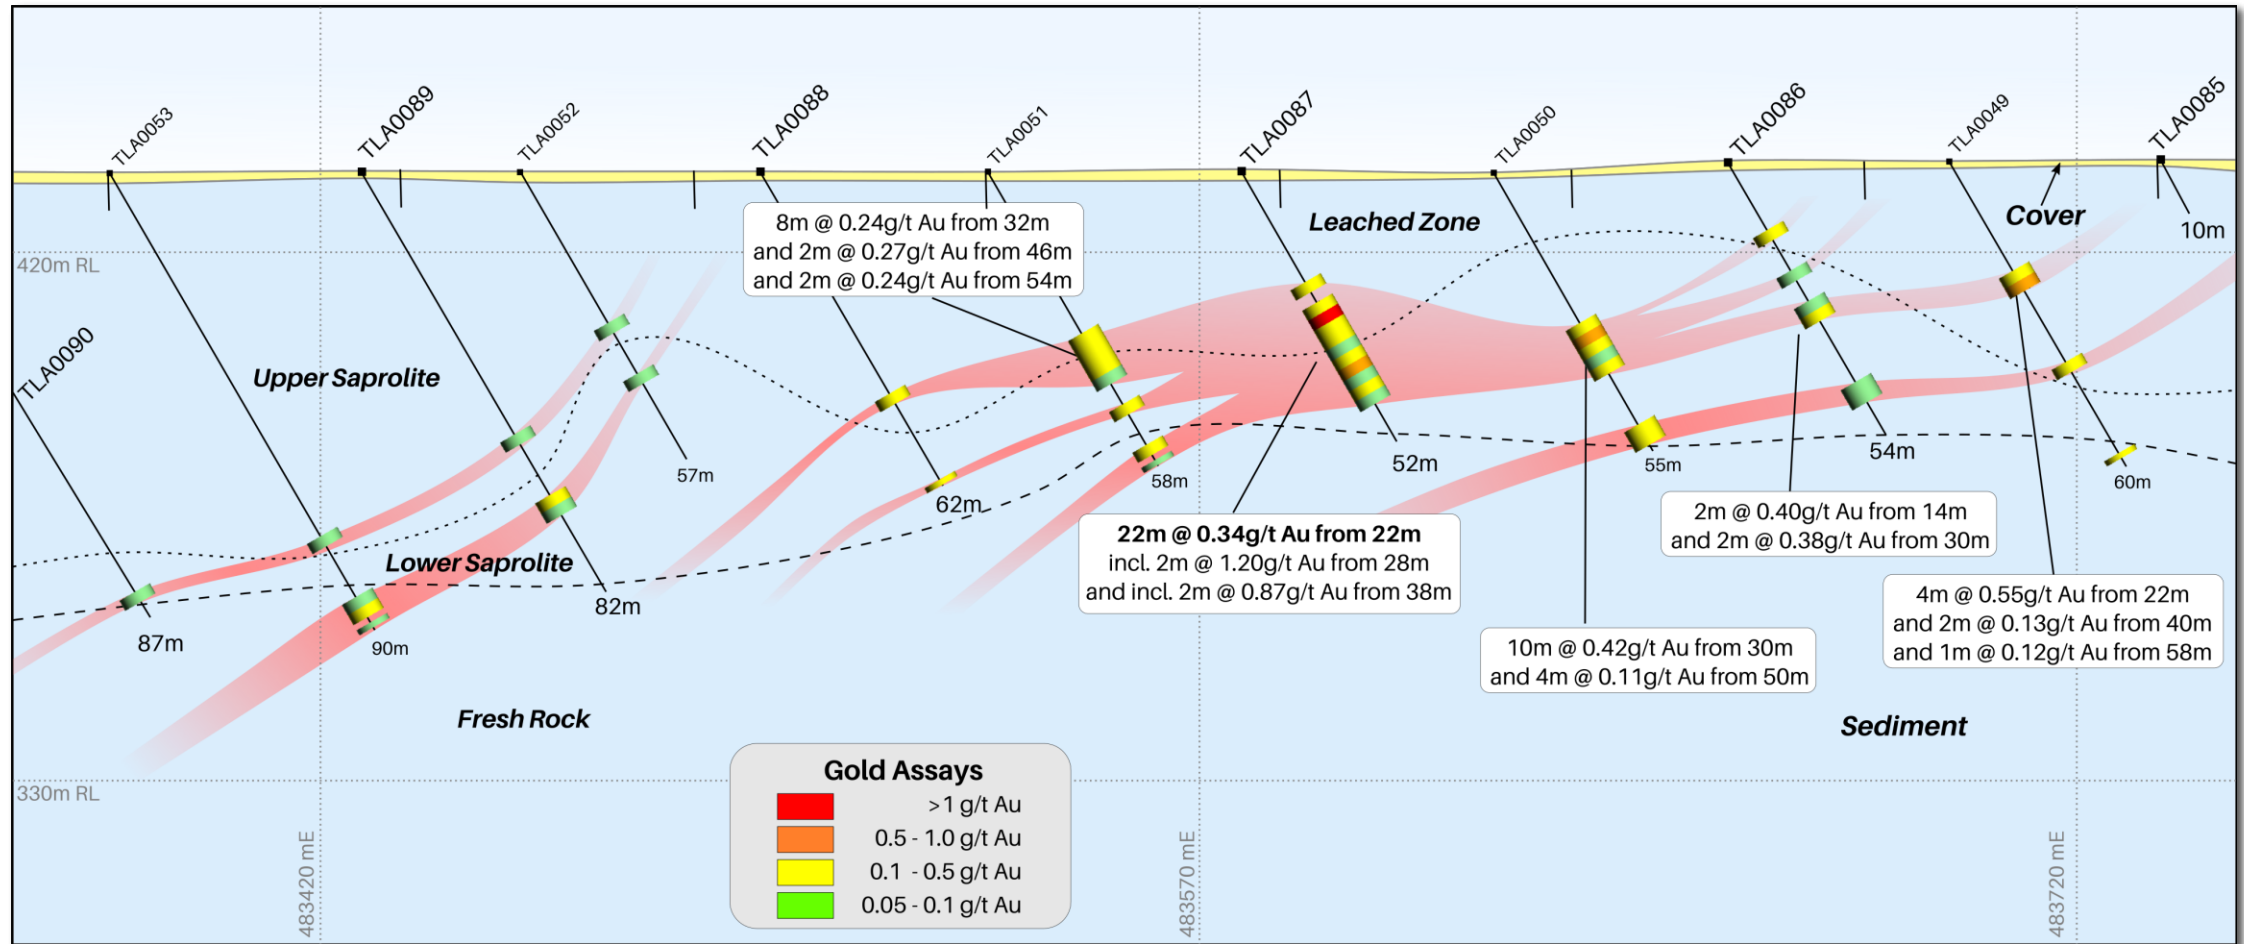 TLA0053
TLA0089
TLA0052
TLA0088
TLA0051
TLA0087
TLA0050
TLA0086
TLA0049
TLA0085
TLA0090
8m @ 0.24g/t Au from 32m
and 2m @ 0.27g/t Au from 46m
and 2m @ 0.24g/t Au from 54m
Leached Zone
Cover
10m
420m RL
Upper Saprolite
57m
62m
58m
52m
55m
54m
60m
22m @ 0.34g/t Au from 22m
incl. 2m @ 1.20g/t Au from 28m
and incl. 2m @ 0.87g/t Au from 38m
2m @ 0.40g/t Au from 14m
and 2m @ 0.38g/t Au from 30m
Lower Saprolite
82m
87m
90m
4m @ 0.55g/t Au from 22m
and 2m @ 0.13g/t Au from 40m
and 1m @ 0.12g/t Au from 58m
10m @ 0.42g/t Au from 30m
and 4m @ 0.11g/t Au from 50m
Fresh Rock
Sediment
330m RL
Gold Assays
>1 g/t Au
0.5 - 1.0 g/t Au
0.1 - 0.5 g/t Au
0.05 - 0.1 g/t Au
483420 mE
483570 mE
483720 mE